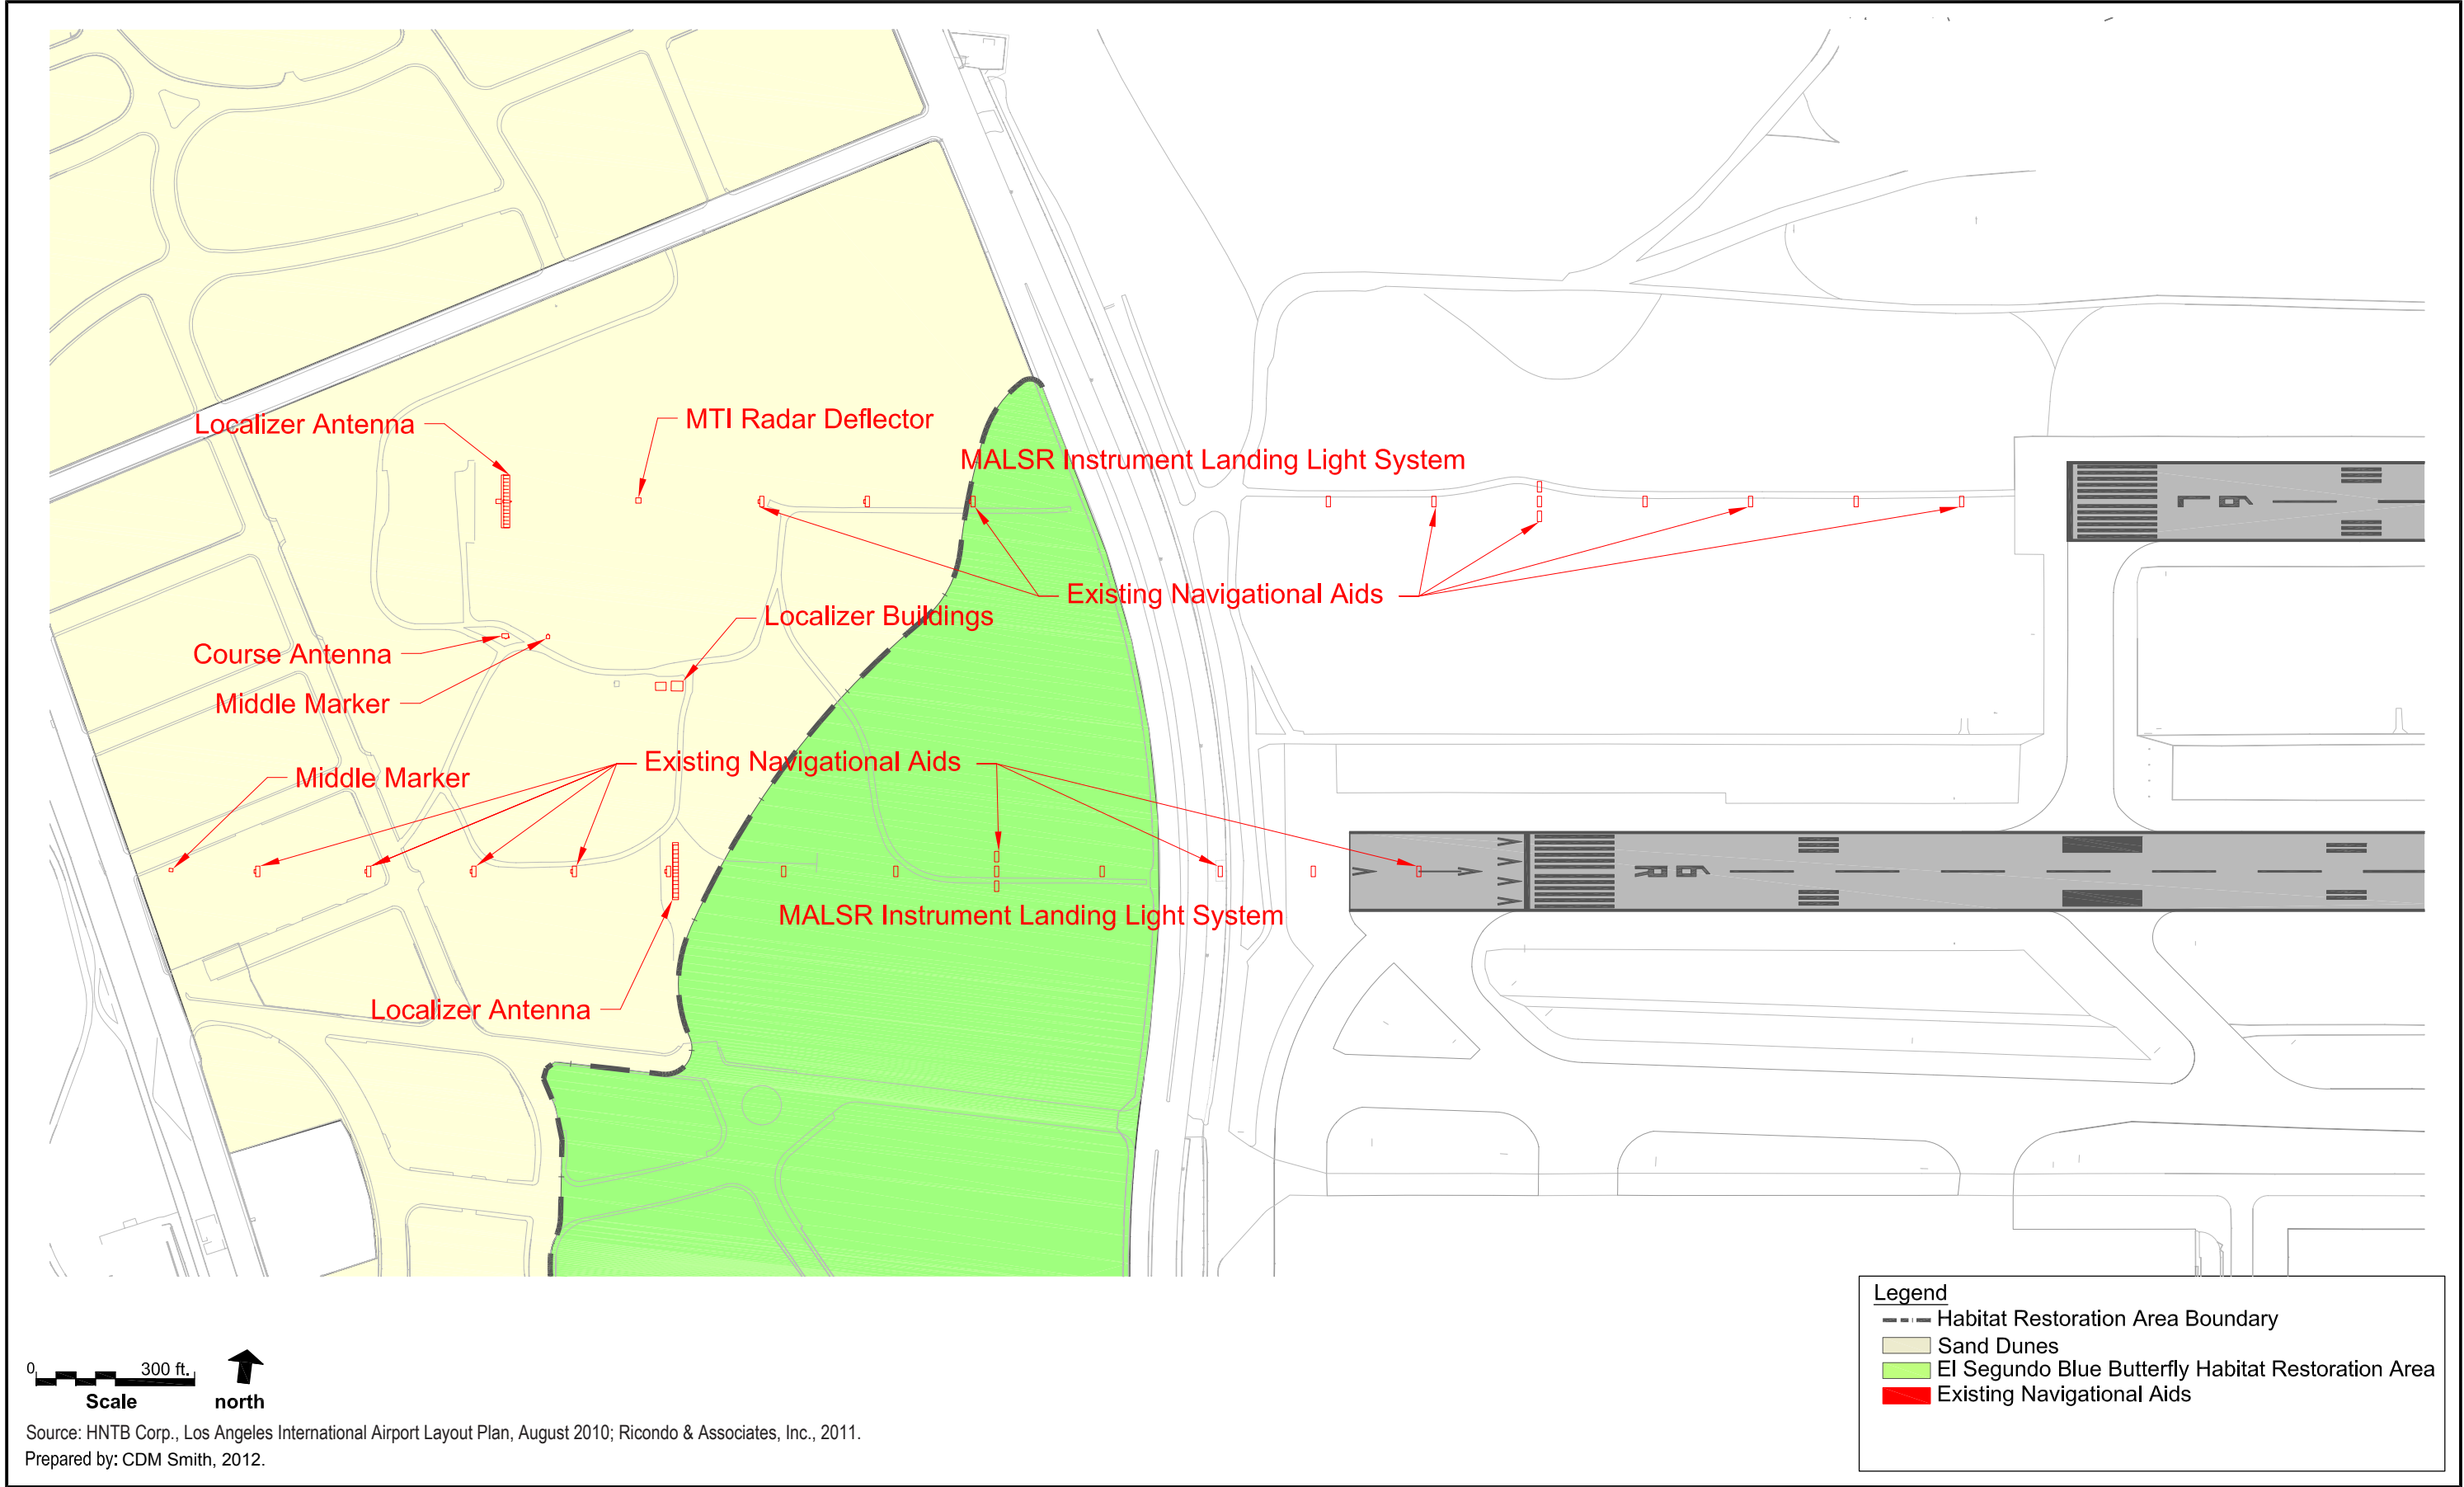 Localizer Antenna
MTI Radar Deflector
MALSR Instrument Landing Light System
6L
Existing Navigational Aids
Localizer Buildings
Course Antenna
Middle Marker
Existing Navigational Aids
Middle Marker
6R
MALSR Instrument Landing Light System
Localizer Antenna
Legend
Habitat Restoration Area Boundary
Sand Dunes
El Segundo Blue Butterfly Habitat Restoration Area
Existing Navigational Aids
0 300 ft.
Scale north
Source: HNTB Corp., Los Angeles International Airport Layout Plan, August 2010; Ricondo & Associates, Inc., 2011.
Prepared by: CDM Smith, 2012.